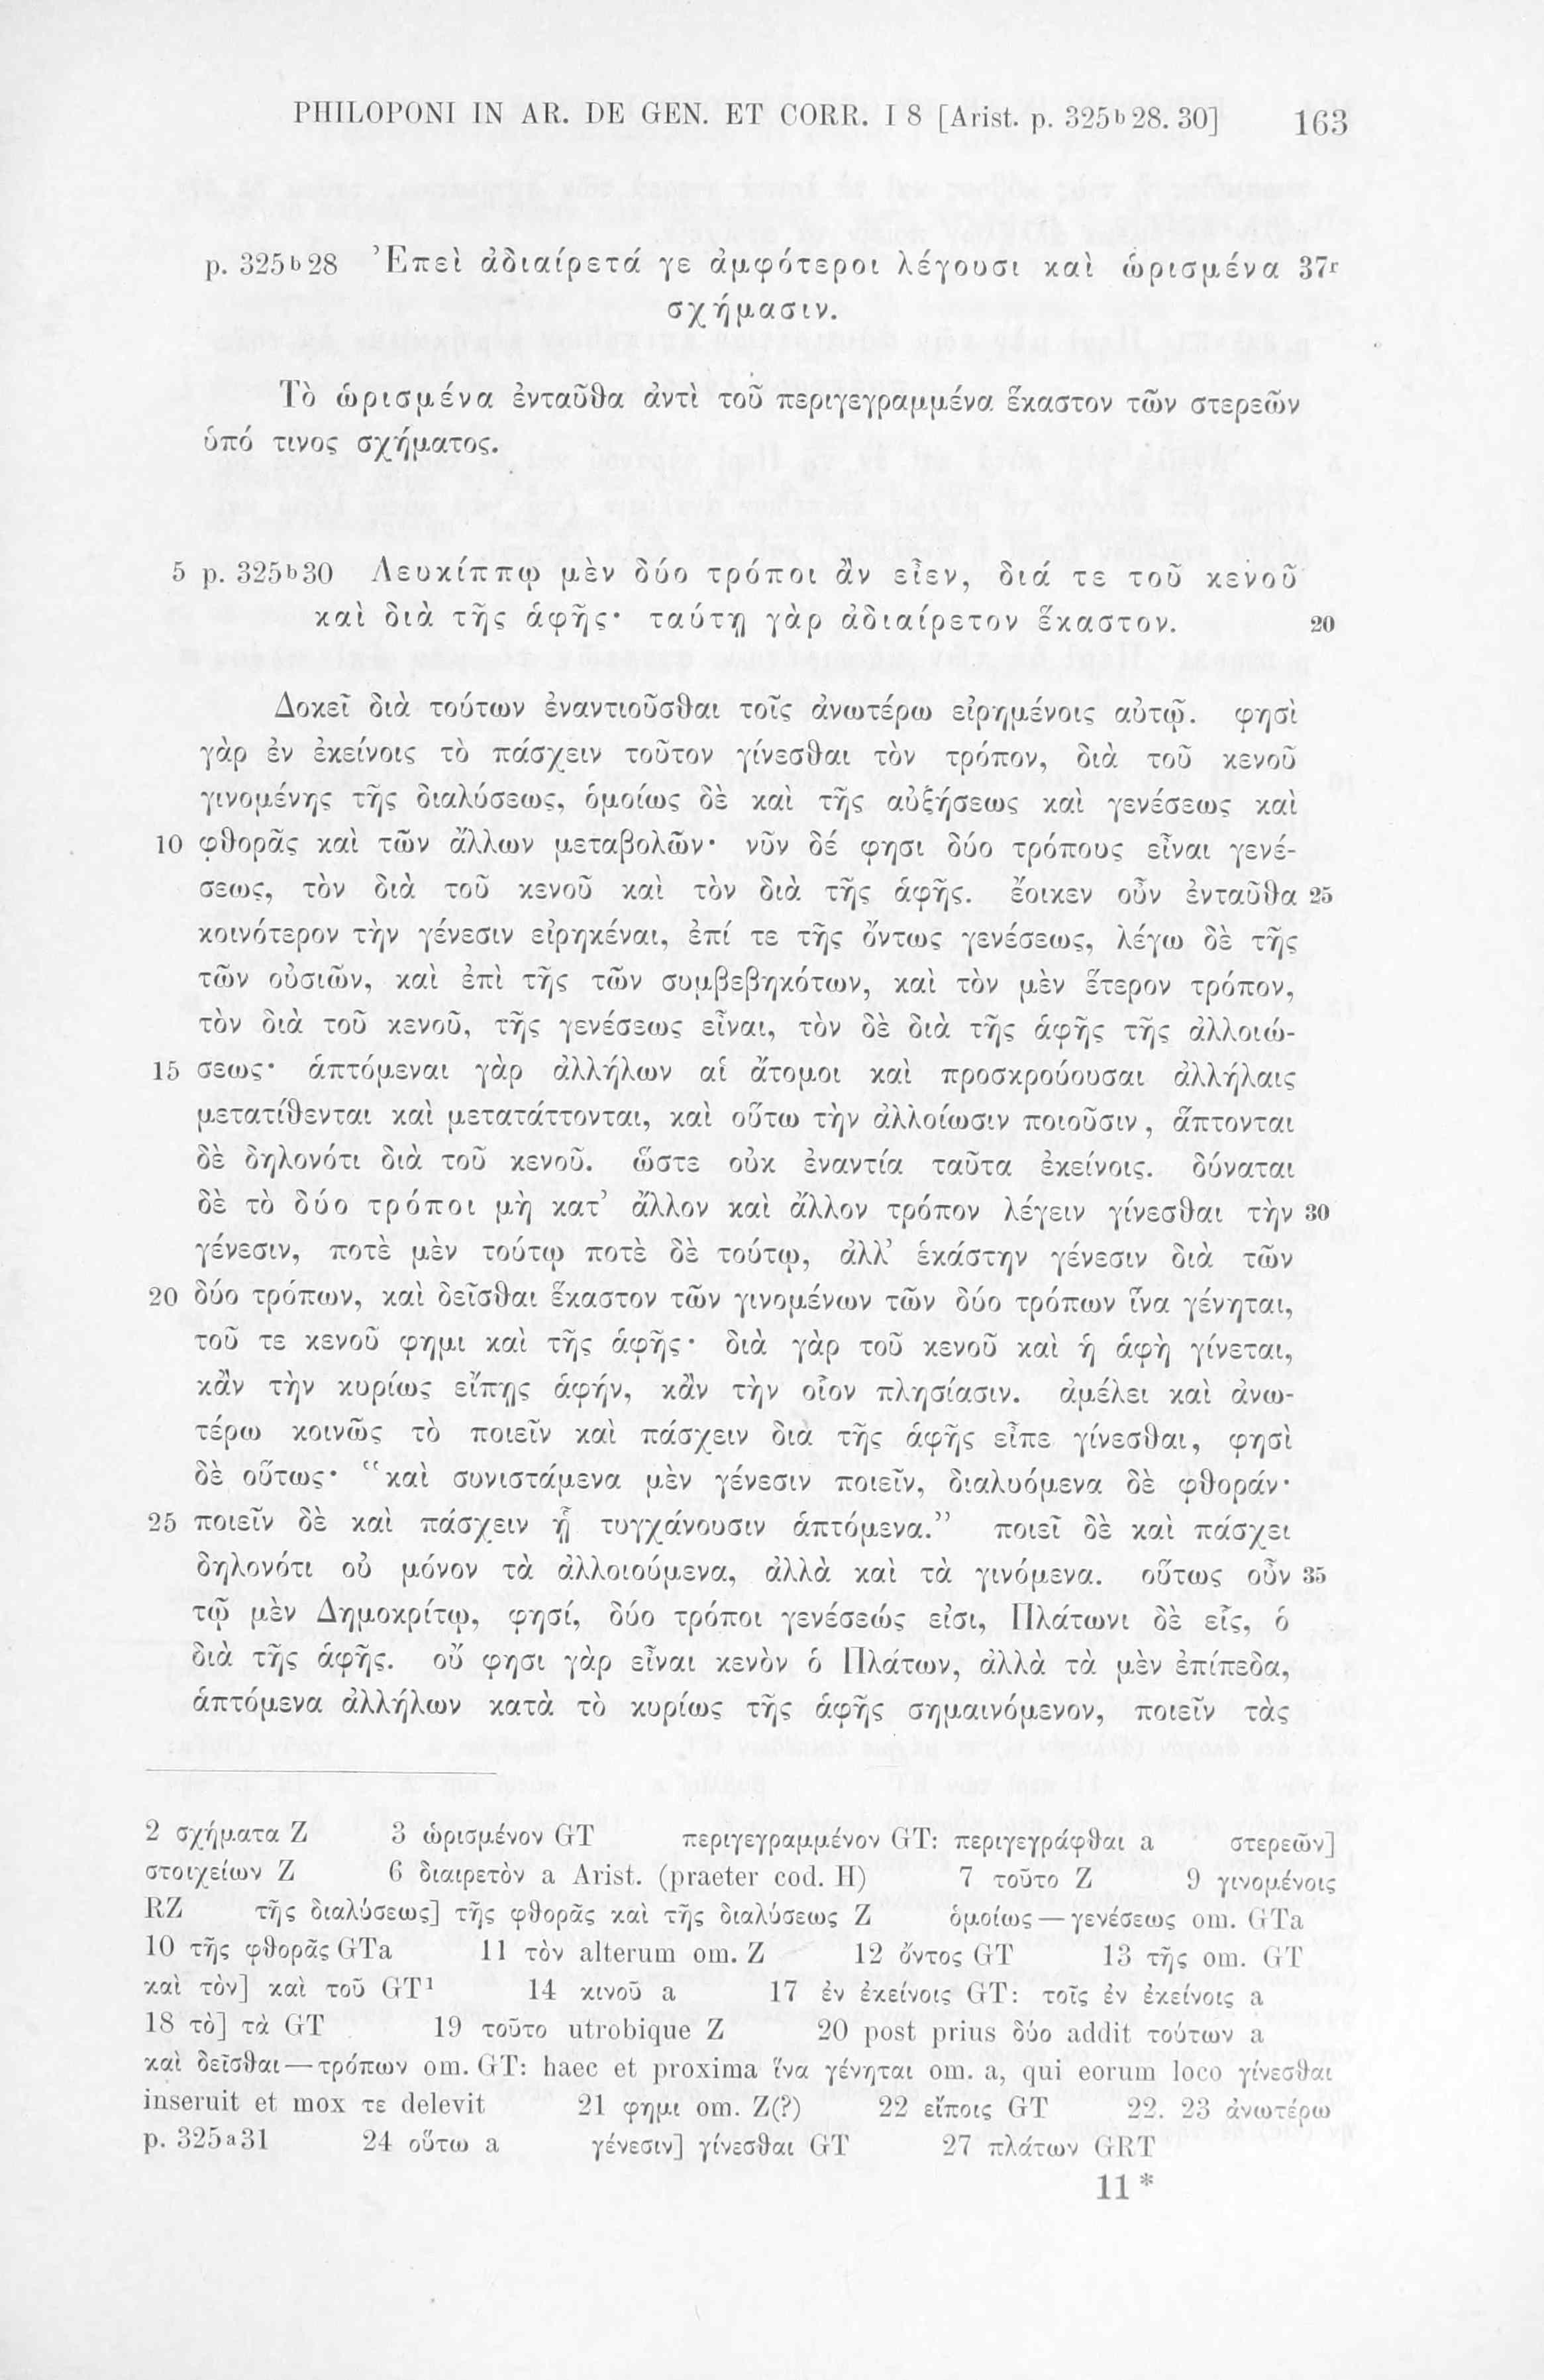 PHILOPONI IN AR. DE GEN. ET CORR. I 8 [Arist. p. 325ᵇ28. 30] 163
p. 325ᵇ28 Ἐπεὶ ἀδιαίρετά γε ἀμφότεροι λέγουσι καὶ ὡρισμένα 37ʳ
σχήμασιν.
Τὸ ὡρισμένα ἐνταῦθα ἀντὶ τοῦ περιγεγραμμένα ἕκαστον τῶν στερεῶν
ὑπό τινος σχήματος.
5 p. 325ᵇ30 Λευκίππῳ μὲν δύο τρόποι ἂν εἶεν, διά τε τοῦ κενοῦ
καὶ διὰ τῆς ἁφῆς· ταύτῃ γὰρ ἀδιαίρετον ἕκαστον. 20
Δοκεῖ διὰ τούτων ἐναντιοῦσθαι τοῖς ἀνωτέρω εἰρημένοις αὐτῷ. φησὶ
γὰρ ἐν ἐκείνοις τὸ πάσχειν τοῦτον γίνεσθαι τὸν τρόπον, διὰ τοῦ κενοῦ
γινομένης τῆς διαλύσεως, ὁμοίως δὲ καὶ τῆς αὐξήσεως καὶ γενέσεως καὶ
10 φθορᾶς καὶ τῶν ἄλλων μεταβολῶν· νῦν δέ φησι δύο τρόπους εἶναι γενέ-
σεως, τὸν διὰ τοῦ κενοῦ καὶ τὸν διὰ τῆς ἁφῆς. ἔοικεν οὖν ἐνταῦθα 25
κοινότερον τὴν γένεσιν εἰρηκέναι, ἐπί τε τῆς ὄντως γενέσεως, λέγω δὲ τῆς
τῶν οὐσιῶν, καὶ ἐπὶ τῆς τῶν συμβεβηκότων, καὶ τὸν μὲν ἕτερον τρόπον,
τὸν διὰ τοῦ κενοῦ, τῆς γενέσεως εἶναι, τὸν δὲ διὰ τῆς ἁφῆς τῆς ἀλλοιώ-
15 σεως· ἁπτόμεναι γὰρ ἀλλήλων αἱ ἄτομοι καὶ προσκρούουσαι ἀλλήλαις
μετατίθενται καὶ μετατάττονται, καὶ οὕτω τὴν ἀλλοίωσιν ποιοῦσιν, ἅπτονται
δὲ δηλονότι διὰ τοῦ κενοῦ. ὥστε οὐκ ἐναντία ταῦτα ἐκείνοις. δύναται
δὲ τὸ δύο τρόποι μὴ κατ’ ἄλλον καὶ ἄλλον τρόπον λέγειν γίνεσθαι τὴν 30
γένεσιν, ποτὲ μὲν τούτῳ ποτὲ δὲ τούτῳ, ἀλλ’ ἑκάστην γένεσιν διὰ τῶν
20 δύο τρόπων, καὶ δεῖσθαι ἕκαστον τῶν γινομένων τῶν δύο τρόπων ἵνα γένηται,
τοῦ τε κενοῦ φημι καὶ τῆς ἁφῆς· διὰ γὰρ τοῦ κενοῦ καὶ ἡ ἁφὴ γίνεται,
κἂν τὴν κυρίως εἴπῃς ἁφήν, κἂν τὴν οἷον πλησίασιν. ἀμέλει καὶ ἀνω-
τέρω κοινῶς τὸ ποιεῖν καὶ πάσχειν διὰ τῆς ἁφῆς εἶπε γίνεσθαι, φησὶ
δὲ οὕτως· “καὶ συνιστάμενα μὲν γένεσιν ποιεῖν, διαλυόμενα δὲ φθοράν·
25 ποιεῖν δὲ καὶ πάσχειν ᾗ τυγχάνουσιν ἁπτόμενα.” ποιεῖ δὲ καὶ πάσχει
δηλονότι οὐ μόνον τὰ ἀλλοιούμενα, ἀλλὰ καὶ τὰ γινόμενα. οὕτως οὖν 35
τῷ μὲν Δημοκρίτῳ, φησί, δύο τρόποι γενέσεώς εἰσι, Πλάτωνι δὲ εἷς, ὁ
διὰ τῆς ἁφῆς. οὔ φησι γὰρ εἶναι κενὸν ὁ Πλάτων, ἀλλὰ τὰ μὲν ἐπίπεδα,
ἁπτόμενα ἀλλήλων κατὰ τὸ κυρίως τῆς ἁφῆς σημαινόμενον, ποιεῖν τὰς
2 σχήματα Z 3 ὡρισμένον GT περιγεγραμμένον GT: περιγεγράφθαι a στερεῶν]
στοιχείων Z 6 διαιρετὸν a Arist. (praeter cod. H) 7 τοῦτο Z 9 γινομένοις
RZ τῆς διαλύσεως] τῆς φθορᾶς καὶ τῆς διαλύσεως Z ὁμοίως — γενέσεως om. GTa
10 τῆς φθορᾶς GTa 11 τὸν alterum om. Z 12 ὄντος GT 13 τῆς om. GT
καὶ τὸν] καὶ τοῦ GT¹ 14 κινοῦ a 17 ἐν ἐκείνοις GT: τοῖς ἐν ἐκείνοις a
18 τὸ] τὰ GT 19 τοῦτο utrobique Z 20 post prius δύο addit τούτων a
καὶ δεῖσθαι — τρόπων om. GT: haec et proxima ἵνα γένηται om. a, qui eorum loco γίνεσθαι
inseruit et mox τε delevit 21 φημι om. Z(?) 22 εἴποις GT 22. 23 ἀνωτέρω
p. 325ᵃ31 24 οὕτω a γένεσιν] γίνεσθαι GT 27 πλάτων GRT
11*